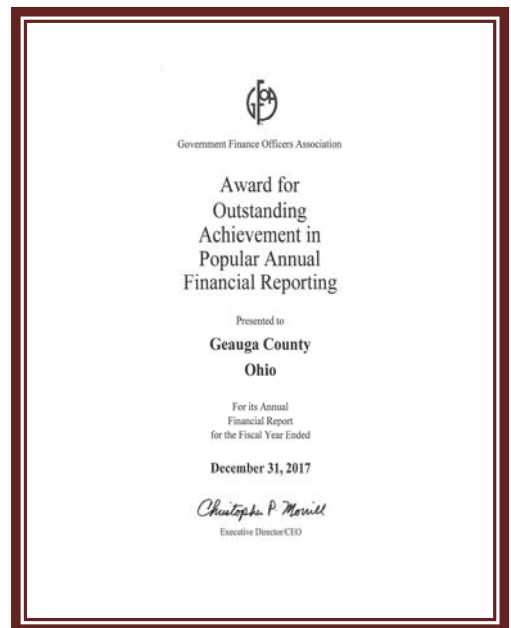 GFOA
Government Finance Officers Association
Award for
Outstanding
Achievement in
Popular Annual
Financial Reporting
Presented to
Geauga County
Ohio
For its Annual
Financial Report
for the Fiscal Year Ended
December 31, 2017
Christopher P. Morrill
Executive Director/CEO